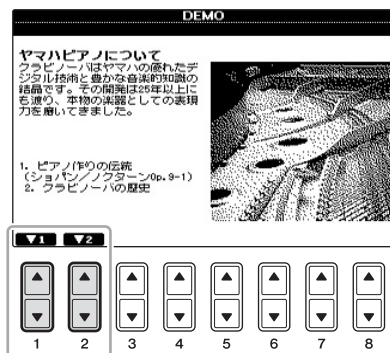 DEMO
ヤマハピアノについて
クラビノーバはヤマハの優れたデ
ジタル技術と豊かな音楽的知識の
結晶です。その開発は25年以上に
も渡り、本物の楽器としての表現
力を磨いてきました。
1. ピアノ作りの伝統
(ショパン／ノクターンOp.9-1)
2. クラビノーバの歴史
▼1 ▼2
1 2 3 4 5 6 7 8